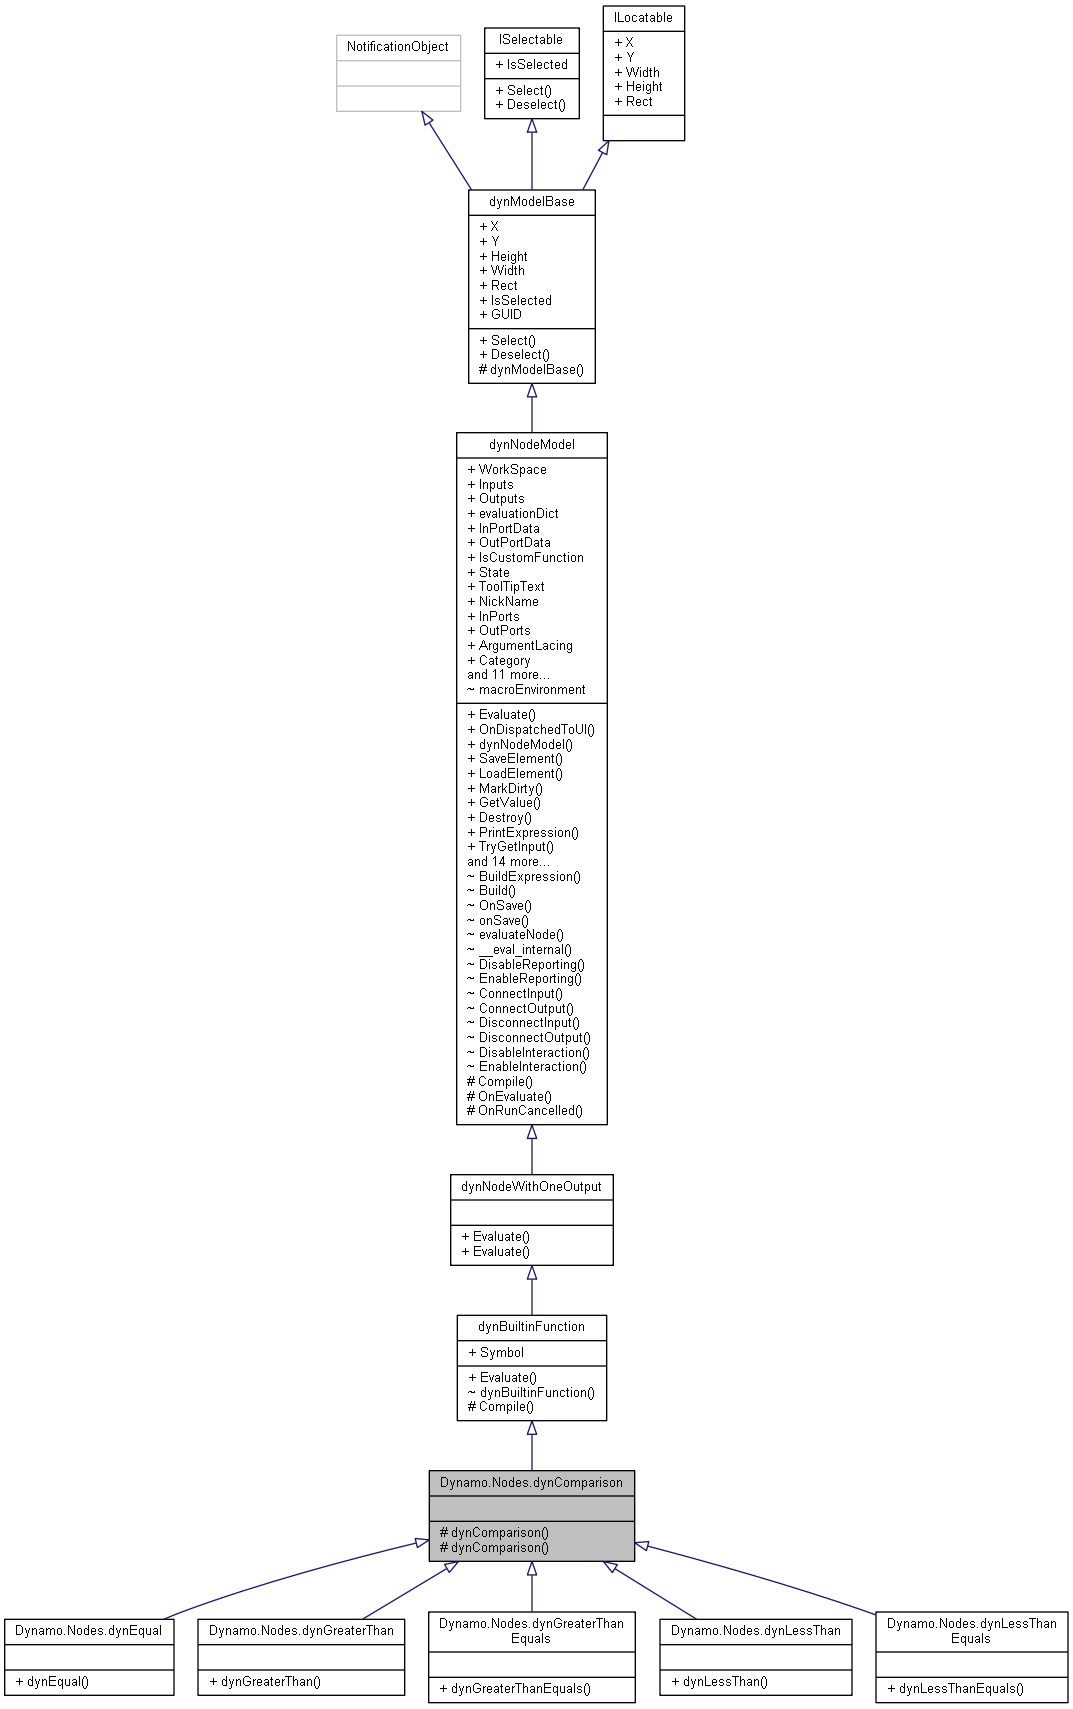 NotificationObject
ISelectable
+ IsSelected
+ Select()
+ Deselect()
ILocatable
+ X
+ Y
+ Width
+ Height
+ Rect
dynModelBase
+ X
+ Y
+ Height
+ Width
+ Rect
+ IsSelected
+ GUID
+ Select()
+ Deselect()
# dynModelBase()
dynNodeModel
+ WorkSpace
+ Inputs
+ Outputs
+ evaluationDict
+ InPortData
+ OutPortData
+ IsCustomFunction
+ State
+ ToolTipText
+ NickName
+ InPorts
+ OutPorts
+ ArgumentLacing
+ Category
and 11 more...
~ macroEnvironment
+ Evaluate()
+ OnDispatchedToUI()
+ dynNodeModel()
+ SaveElement()
+ LoadElement()
+ MarkDirty()
+ GetValue()
+ Destroy()
+ PrintExpression()
+ TryGetInput()
and 14 more...
~ BuildExpression()
~ Build()
~ OnSave()
~ onSave()
~ evaluateNode()
~ __eval_internal()
~ DisableReporting()
~ EnableReporting()
~ ConnectInput()
~ ConnectOutput()
~ DisconnectInput()
~ DisconnectOutput()
~ DisableInteraction()
~ EnableInteraction()
# Compile()
# OnEvaluate()
# OnRunCancelled()
dynNodeWithOneOutput
+ Evaluate()
+ Evaluate()
dynBuiltinFunction
+ Symbol
+ Evaluate()
~ dynBuiltinFunction()
# Compile()
Dynamo.Nodes.dynComparison
# dynComparison()
# dynComparison()
Dynamo.Nodes.dynEqual
+ dynEqual()
Dynamo.Nodes.dynGreaterThan
+ dynGreaterThan()
Dynamo.Nodes.dynGreaterThan
Equals
+ dynGreaterThanEquals()
Dynamo.Nodes.dynLessThan
+ dynLessThan()
Dynamo.Nodes.dynLessThan
Equals
+ dynLessThanEquals()